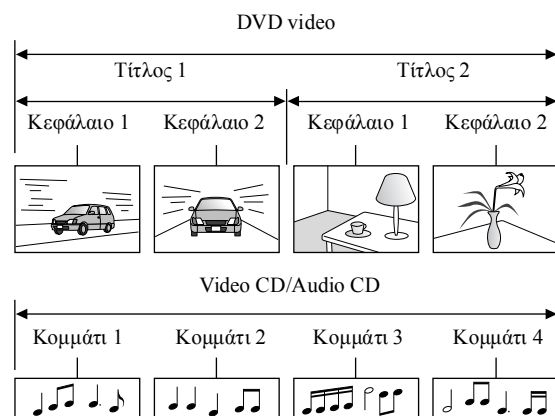 DVD video
Τίτλος 1 Τίτλος 2
Κεφάλαιο 1 Κεφάλαιο 2 Κεφάλαιο 1 Κεφάλαιο 2
Video CD/Audio CD
Κομμάτι 1 Κομμάτι 2 Κομμάτι 3 Κομμάτι 4